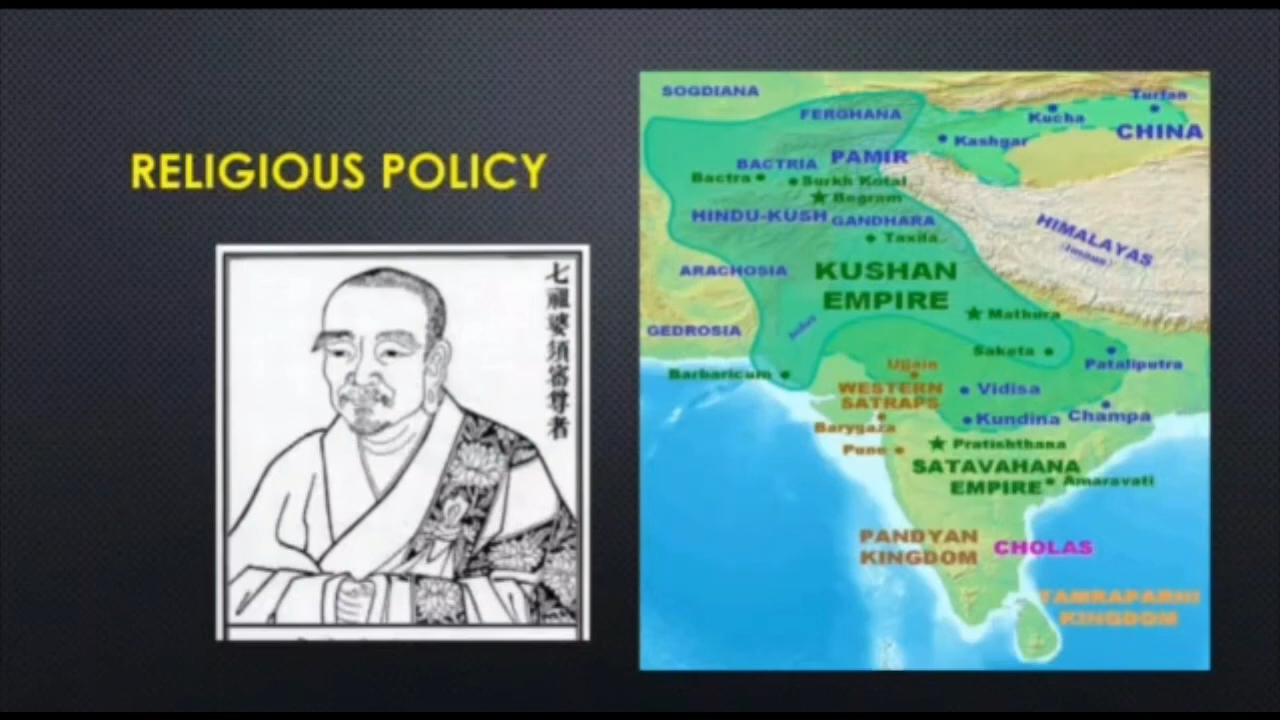 RELIGIOUS POLICY
七祖婆須密尊者
SOGDIANA
FERGHANA
Turfan
Kucha
CHINA
Kashgar
BACTRIA
PAMIR
Bactra
Surkh Kotal
Begram
HINDU-KUSH
GANDHARA
Taxila
HIMALAYAS
ARACHOSIA
KUSHAN
EMPIRE
Mathura
GEDROSIA
Indus
Saketa
Pataliputra
Ujjain
Barbaricum
WESTERN
SATRAPS
Vidisa
Kundina
Champa
Barygaza
Pratishthana
Pune
SATAVAHANA
EMPIRE
Amaravati
PANDYAN
KINGDOM
CHOLAS
TAMRAPARNI
KINGDOM